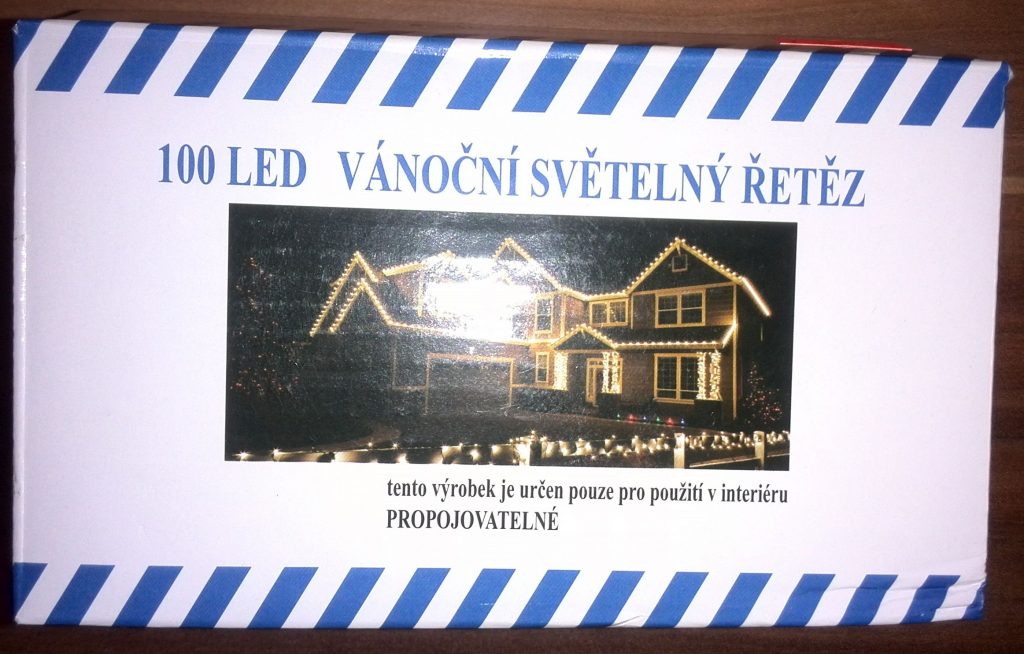 100 LED VÁNOČNÍ SVĚTELNÝ ŘETĚZ
tento výrobek je určen pouze pro použití v interiéru
PROPOJOVATELNÉ